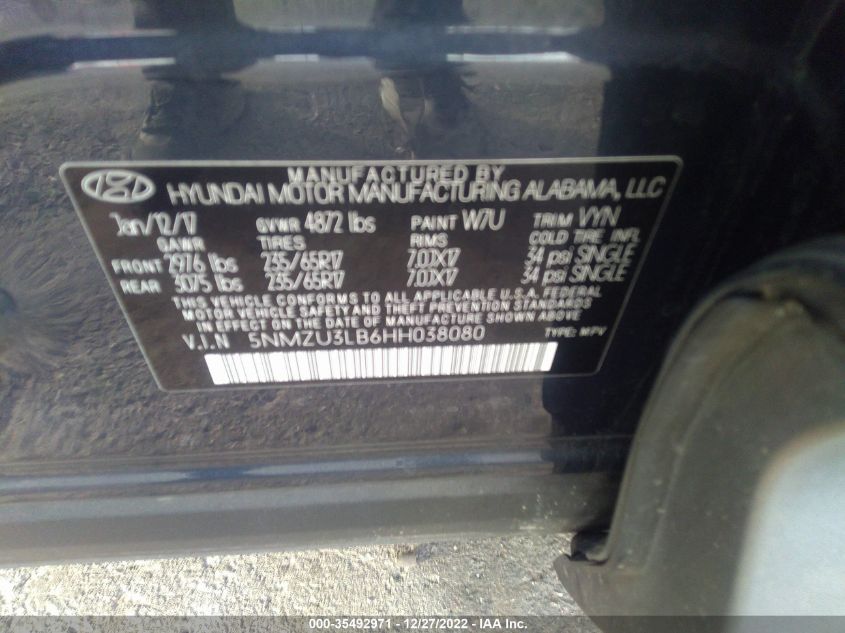 MANUFACTURED BY
HYUNDAI MOTOR MANUFACTURING ALABAMA, LLC
Jan/12/17 GVWR 4872 lbs PAINT W7U TRIM VYN
GAWR TIRES RIMS COLD TIRE INFL
FRONT 2976 lbs 235/65R17 7.0JX17 34 psi SINGLE
REAR 3075 lbs 235/65R17 7.0JX17 34 psi SINGLE
THIS VEHICLE CONFORMS TO ALL APPLICABLE U.S.A. FEDERAL
MOTOR VEHICLE SAFETY BUMPER AND THEFT PREVENTION STANDARDS
IN EFFECT ON THE DATE OF MANUFACTURE SHOWN ABOVE
V.I.N 5NMZU3LB6HH038080 TYPE: MPV
000-35492971 - 12/27/2022 - IAA Inc.